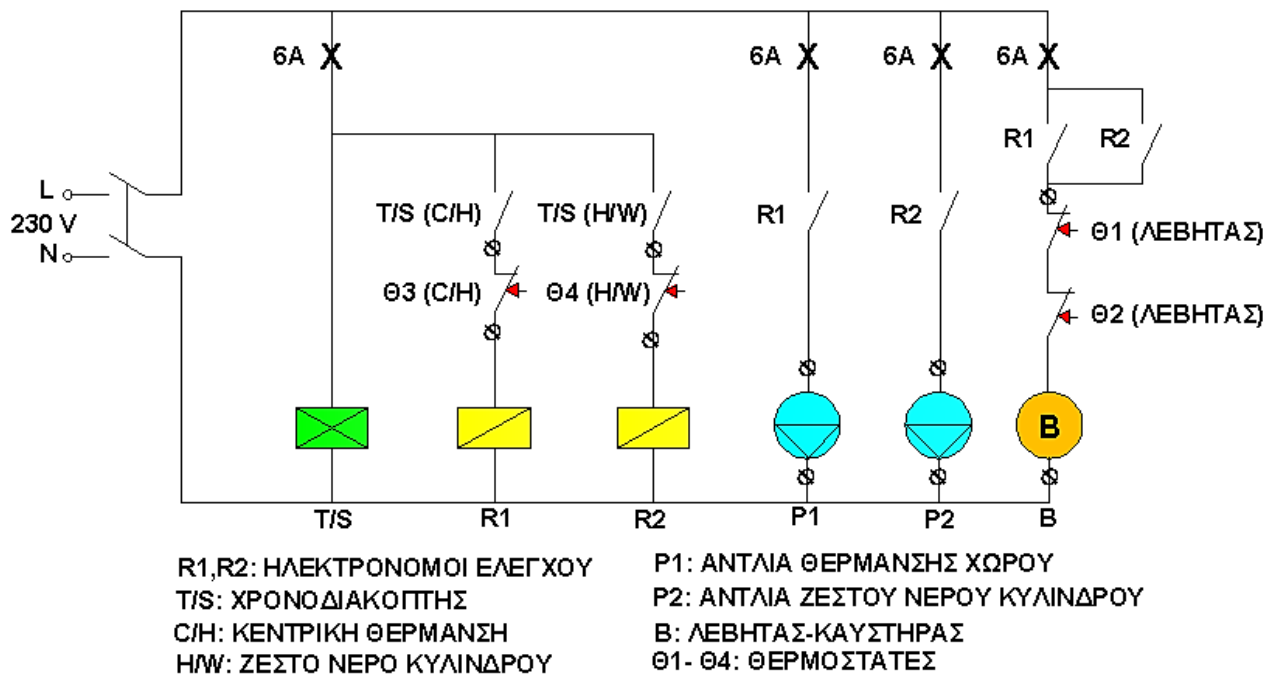 6A X 6A X 6A X 6A X
R1 R2
L
230 V
N
T/S (C/H) T/S (H/W) R1 R2
Θ1 (ΛΕΒΗΤΑΣ)
Θ3 (C/H) Θ4 (H/W)
Θ2 (ΛΕΒΗΤΑΣ)
B
T/S R1 R2 P1 P2 B
R1,R2: ΗΛΕΚΤΡΟΝΟΜΟΙ ΕΛΕΓΧΟΥ
T/S: ΧΡΟΝΟΔΙΑΚΟΠΤΗΣ
C/H: ΚΕΝΤΡΙΚΗ ΘΕΡΜΑΝΣΗ
H/W: ΖΕΣΤΟ ΝΕΡΟ ΚΥΛΙΝΔΡΟΥ
P1: ΑΝΤΛΙΑ ΘΕΡΜΑΝΣΗΣ ΧΩΡΟΥ
P2: ΑΝΤΛΙΑ ΖΕΣΤΟΥ ΝΕΡΟΥ ΚΥΛΙΝΔΡΟΥ
B: ΛΕΒΗΤΑΣ-ΚΑΥΣΤΗΡΑΣ
Θ1- Θ4: ΘΕΡΜΟΣΤΑΤΕΣ